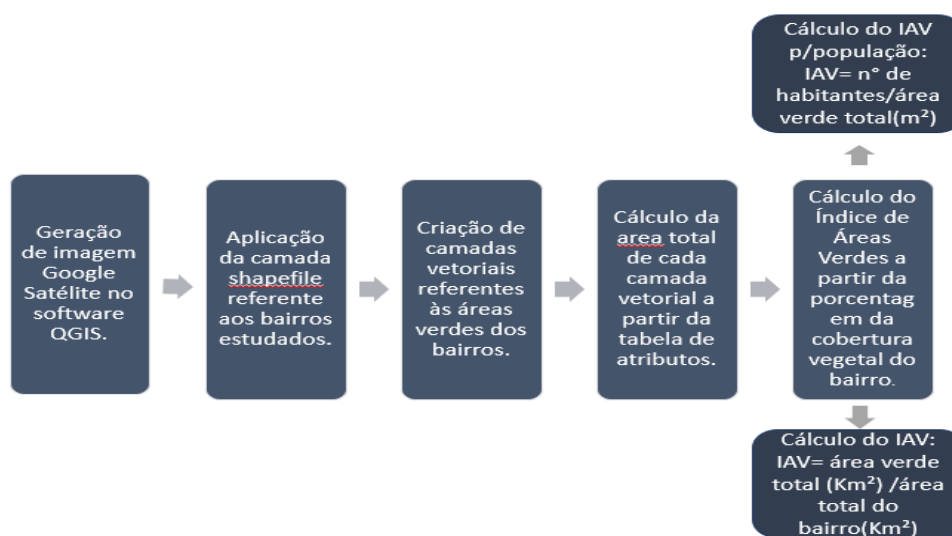 Geração
de imagem
Google
Satélite no
software
QGIS.
Aplicação
da camada
shapefile
referente
aos bairros
estudados.
Criação de
camadas
vetoriais
referentes
às áreas
verdes dos
bairros.
Cálculo da
area total
de cada
camada
vetorial a
partir da
tabela de
atributos.
Cálculo do
Índice de
Áreas
Verdes a
partir da
porcentag
em da
cobertura
vegetal do
bairro.
Cálculo do IAV
p/população:
IAV= n° de
habitantes/área
verde total(m²)
Cálculo do IAV:
IAV= área verde
total (Km²) /área
total do
bairro(Km²)